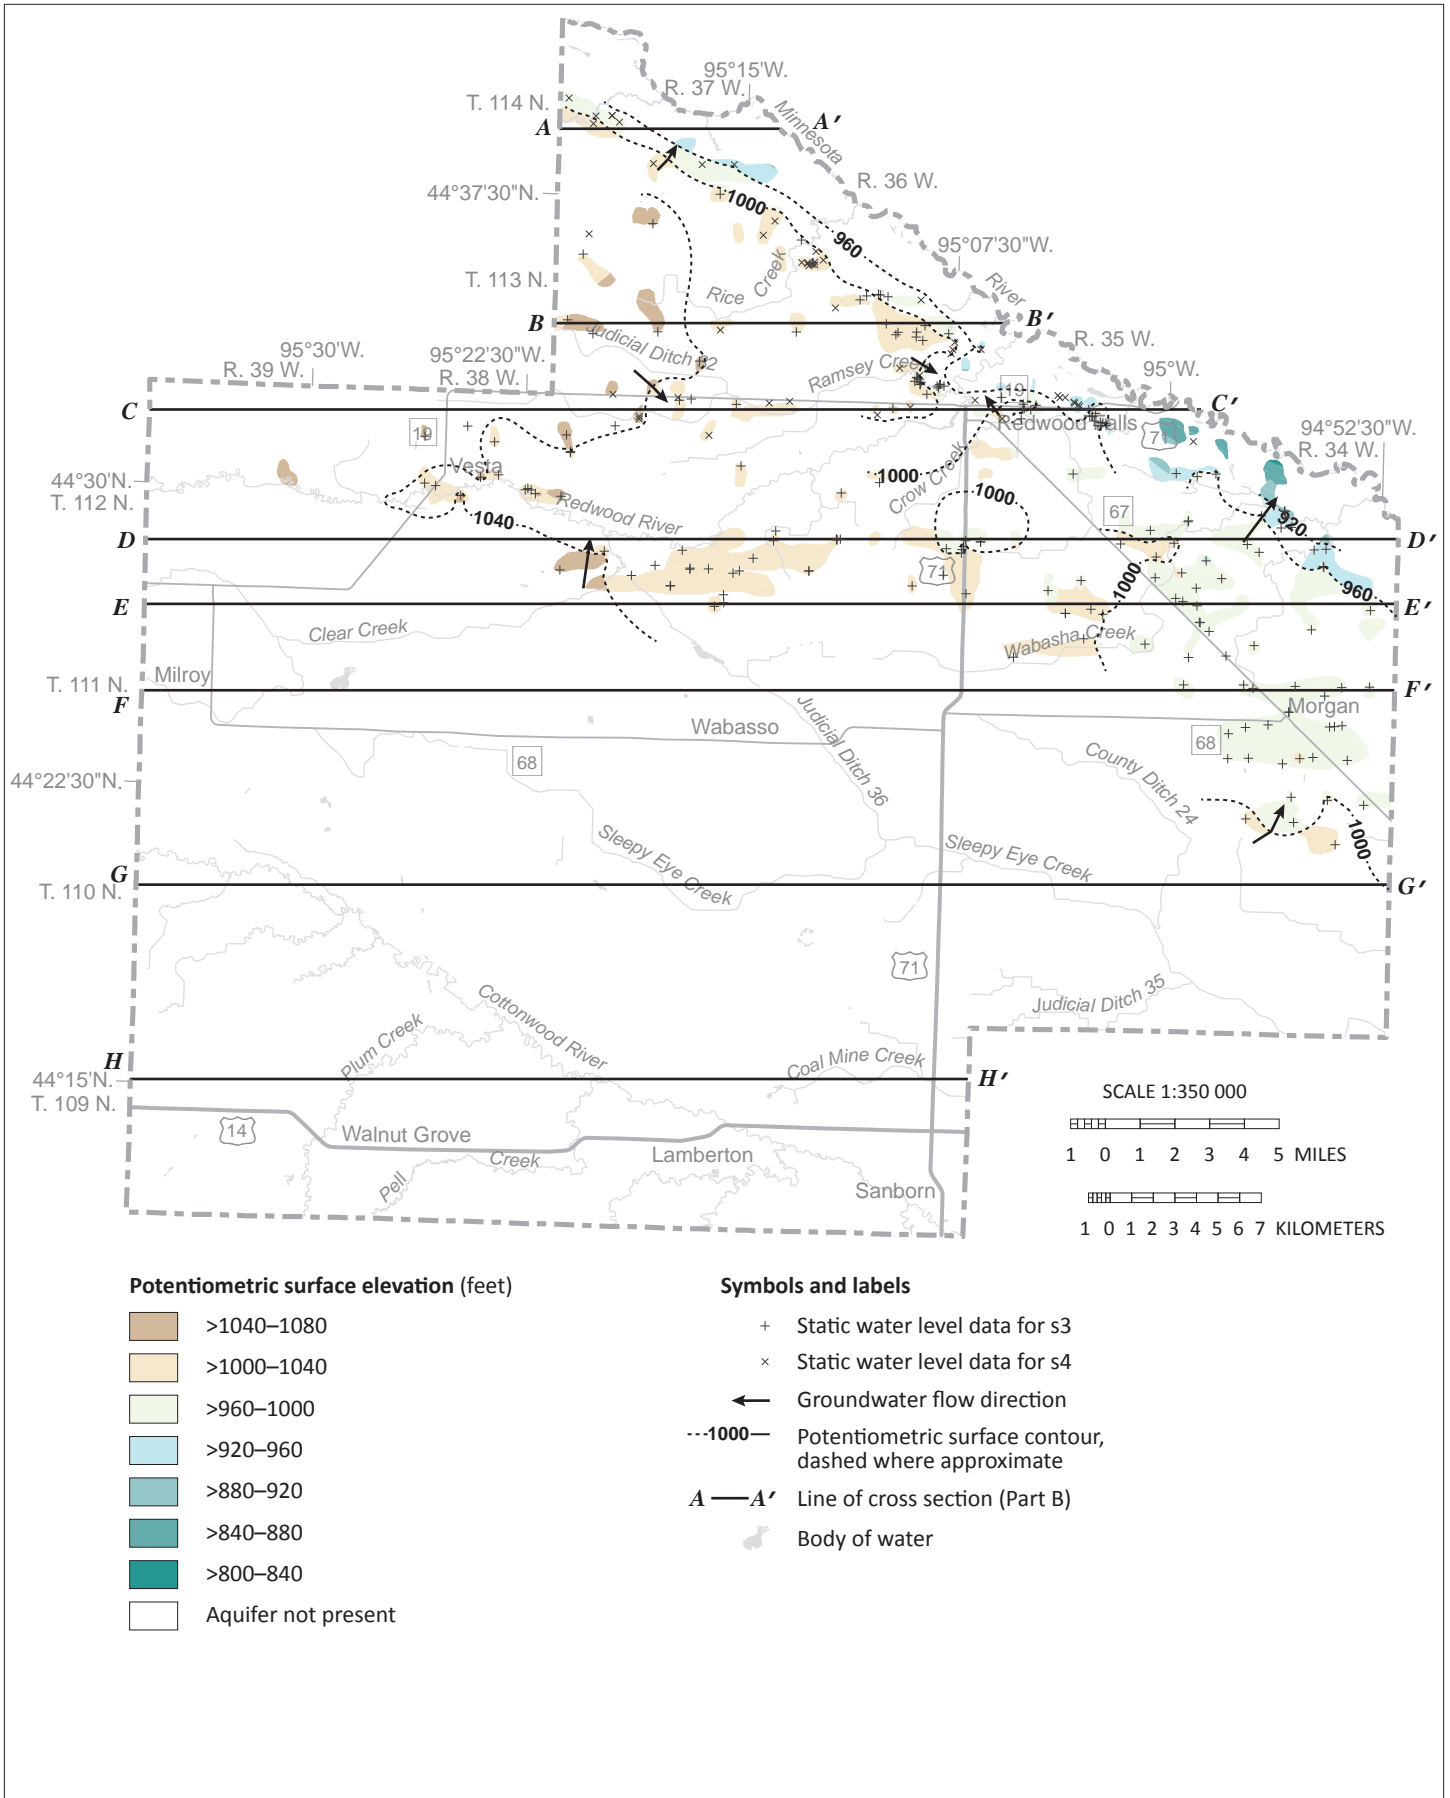 95°15'W.
R. 37 W.
T. 114 N.
A
A'
Minnesota
R. 36 W.
44°37'30"N.
1000
960
95°07'30"W.
Creek
T. 113 N.
Rice
River
B
B'
Judicial Ditch 32
R. 35 W.
95°30'W.
95°22'30"W.
R. 39 W.
R. 38 W.
Ramsey Creek
95°W.
19
C
C'
19
Redwood Falls
71
94°52'30"W.
R. 34 W.
Vesta
44°30'N.
T. 112 N.
1000
Crow Creek
1000
1040
Redwood River
67
920
D
D'
71
1000
960
E
E'
Clear Creek
Wabasha Creek
Milroy
T. 111 N.
F
F'
Judicial Ditch 36
Morgan
Wabasso
68
68
County Ditch 24
44°22'30"N.
Sleepy Eye Creek
Sleepy Eye Creek
1000
G
G'
T. 110 N.
71
Cottonwood River
Judicial Ditch 35
Plum Creek
Coal Mine Creek
H
H'
44°15'N.
T. 109 N.
SCALE 1:350 000
14
Walnut Grove
1 0 1 2 3 4 5 MILES
Creek
Lamberton
Pell
Sanborn
1 0 1 2 3 4 5 6 7 KILOMETERS
Potentiometric surface elevation (feet)
>1040–1080
>1000–1040
>960–1000
>920–960
>880–920
>840–880
>800–840
Aquifer not present
Symbols and labels
+ Static water level data for s3
× Static water level data for s4
Groundwater flow direction
1000 Potentiometric surface contour,
dashed where approximate
A A' Line of cross section (Part B)
Body of water